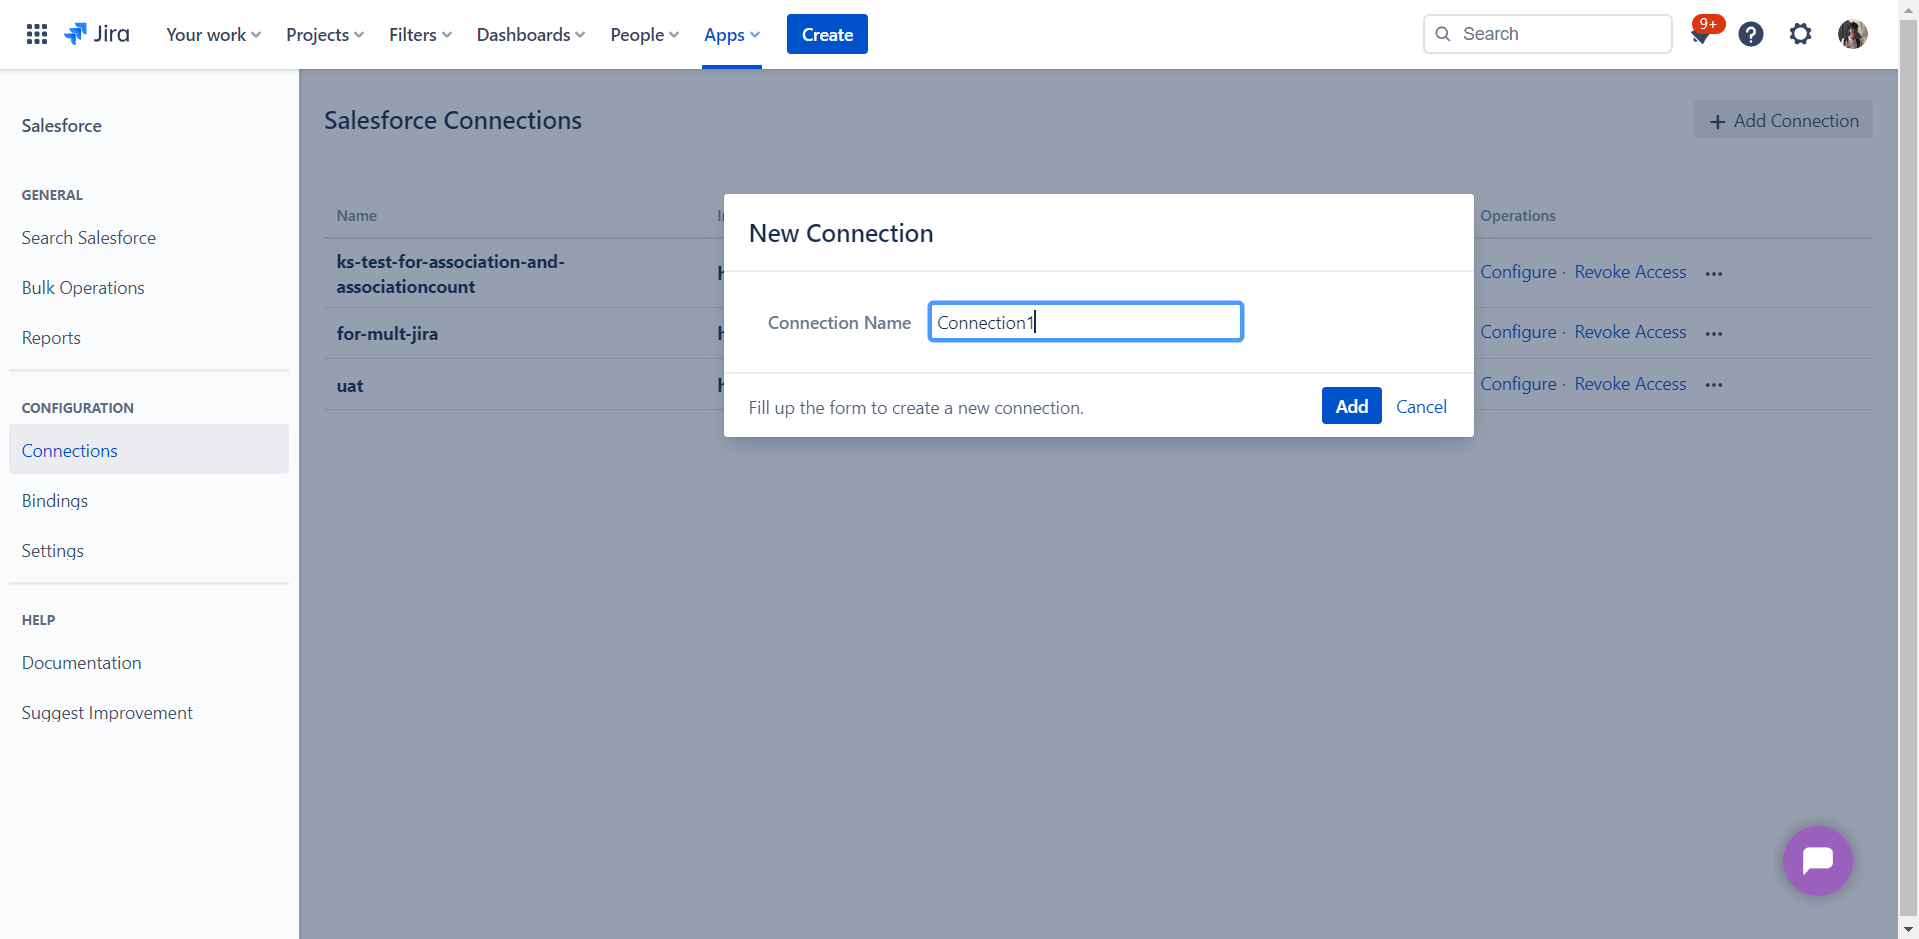 Jira
Your work
Projects
Filters
Dashboards
People
Apps
Create
Search
9+
Salesforce
GENERAL
Search Salesforce
Bulk Operations
Reports
CONFIGURATION
Connections
Bindings
Settings
HELP
Documentation
Suggest Improvement
Salesforce Connections
+ Add Connection
Name
Operations
ks-test-for-association-and-
associationcount
Configure · Revoke Access ...
for-mult-jira
Configure · Revoke Access ...
uat
Configure · Revoke Access ...
New Connection
Connection Name
Connection1
Fill up the form to create a new connection.
Add
Cancel